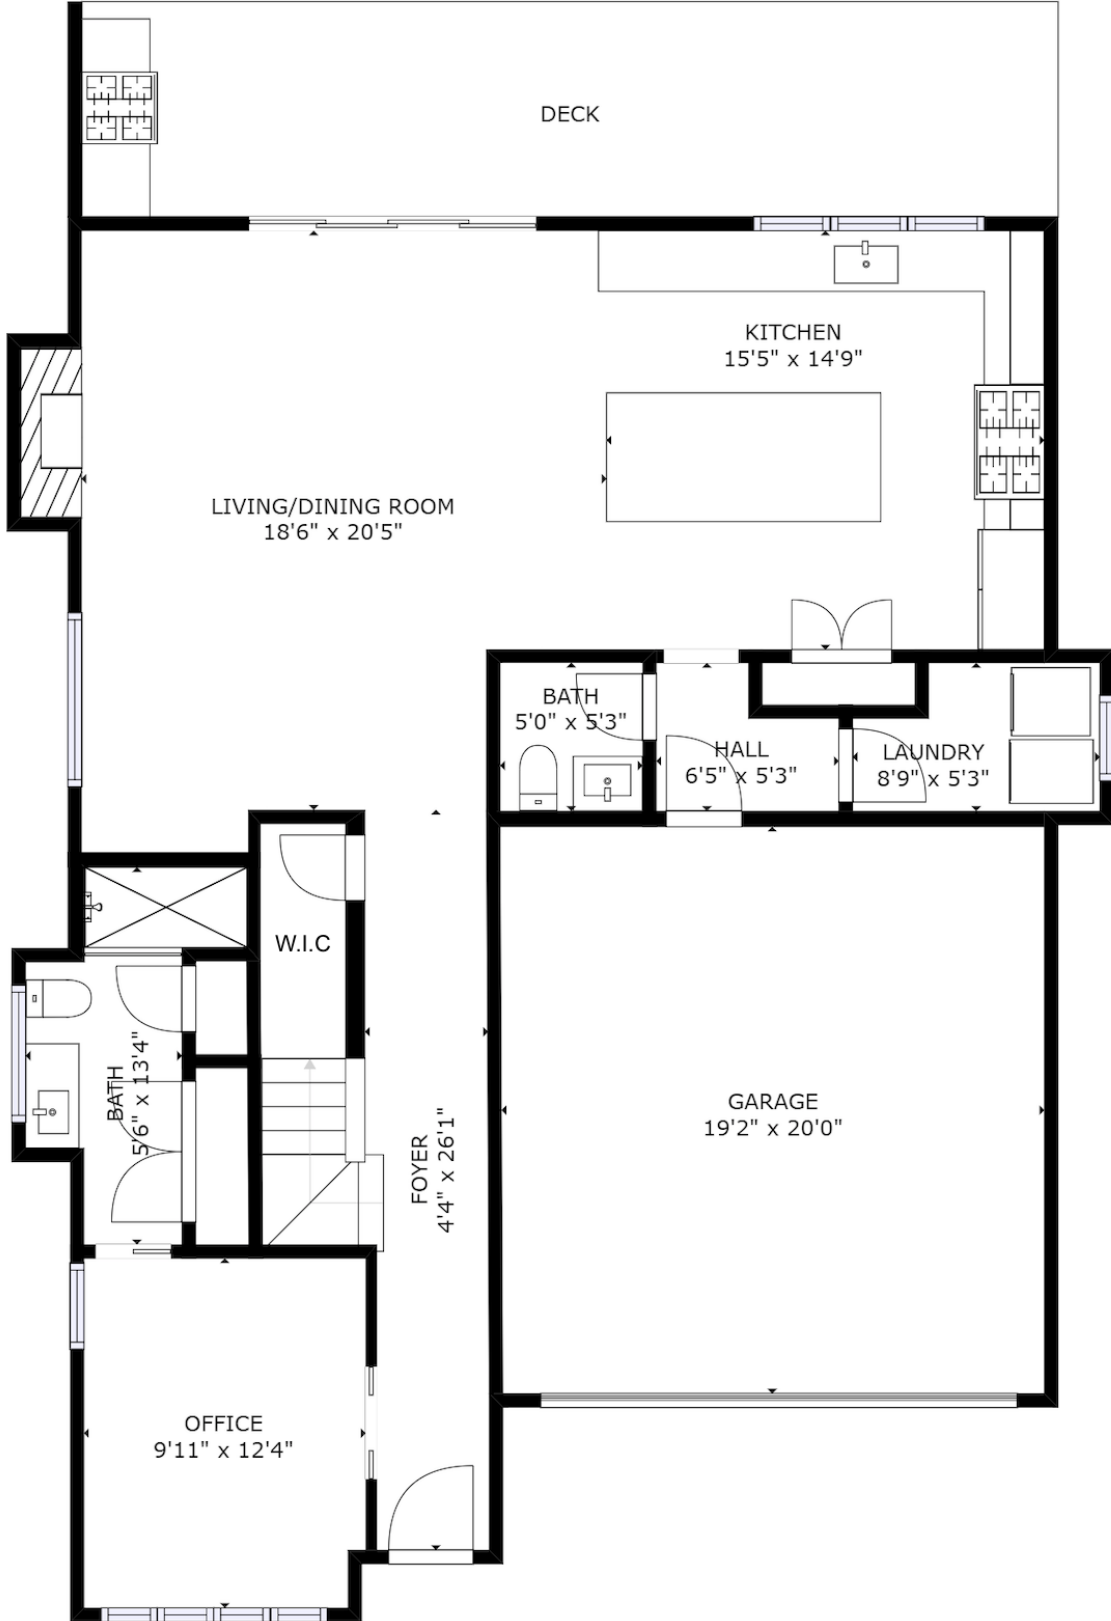 DECK
KITCHEN
15'5" x 14'9"
LIVING/DINING ROOM
18'6" x 20'5"
BATH
5'0" x 5'3"
HALL
6'5" x 5'3"
LAUNDRY
8'9" x 5'3"
W.I.C
BATH
5'6" x 13'4"
FOYER
4'4" x 26'1"
GARAGE
19'2" x 20'0"
OFFICE
9'11" x 12'4"